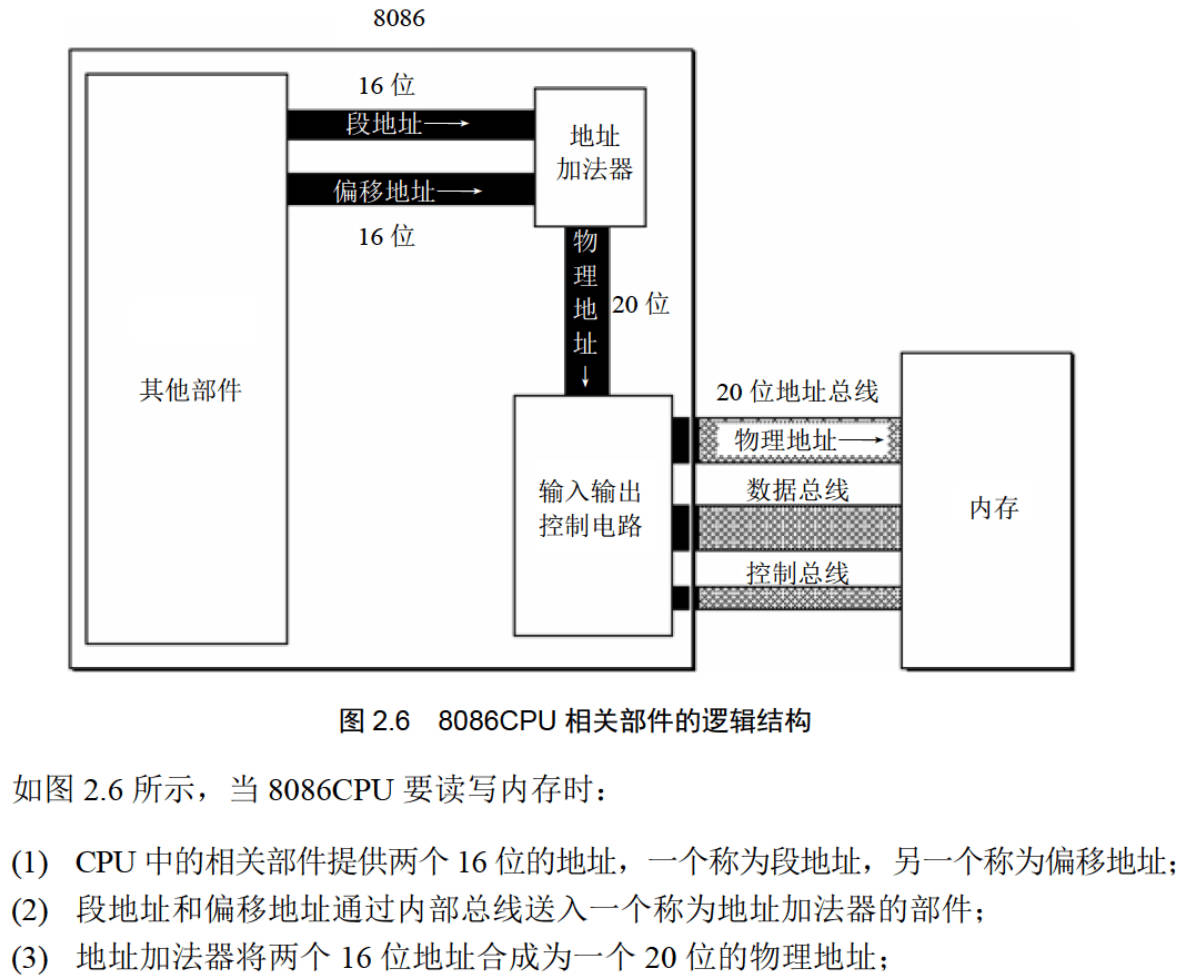 8086
16 位
段地址→
地址
加法器
偏移地址→
16 位
物理地址↓
20 位
其他部件
20 位地址总线
物理地址→
输入输出
控制电路
数据总线
内存
控制总线
图 2.6 8086CPU 相关部件的逻辑结构
如图 2.6 所示，当 8086CPU 要读写内存时：
(1) CPU 中的相关部件提供两个 16 位的地址，一个称为段地址，另一个称为偏移地址；
(2) 段地址和偏移地址通过内部总线送入一个称为地址加法器的部件；
(3) 地址加法器将两个 16 位地址合成为一个 20 位的物理地址；